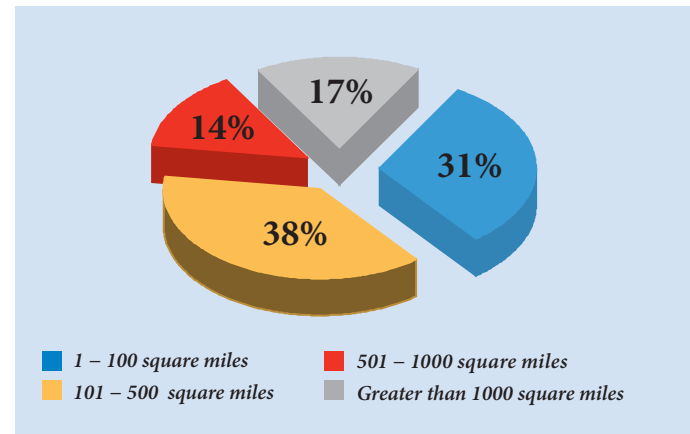 17%
14%
31%
38%
1 – 100 square miles
501 – 1000 square miles
101 – 500 square miles
Greater than 1000 square miles